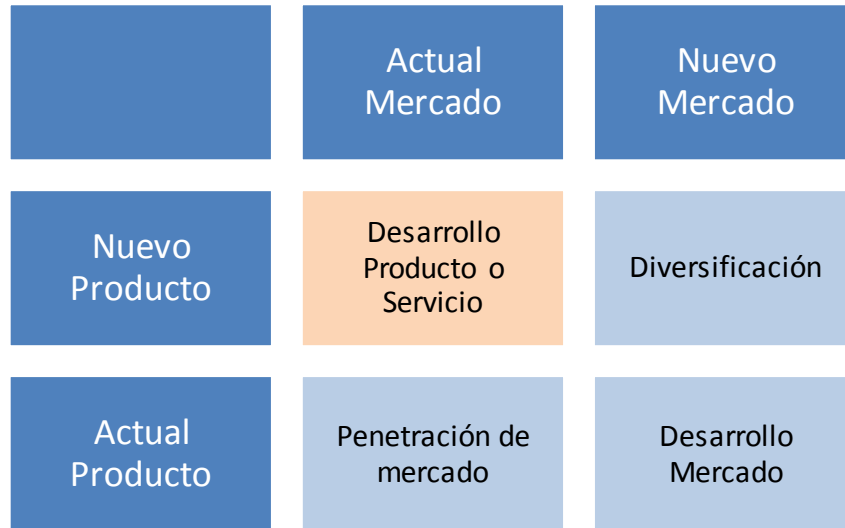 Actual
Mercado
Nuevo
Mercado
Nuevo
Producto
Desarrollo
Producto o
Servicio
Diversificación
Actual
Producto
Penetración de
mercado
Desarrollo
Mercado